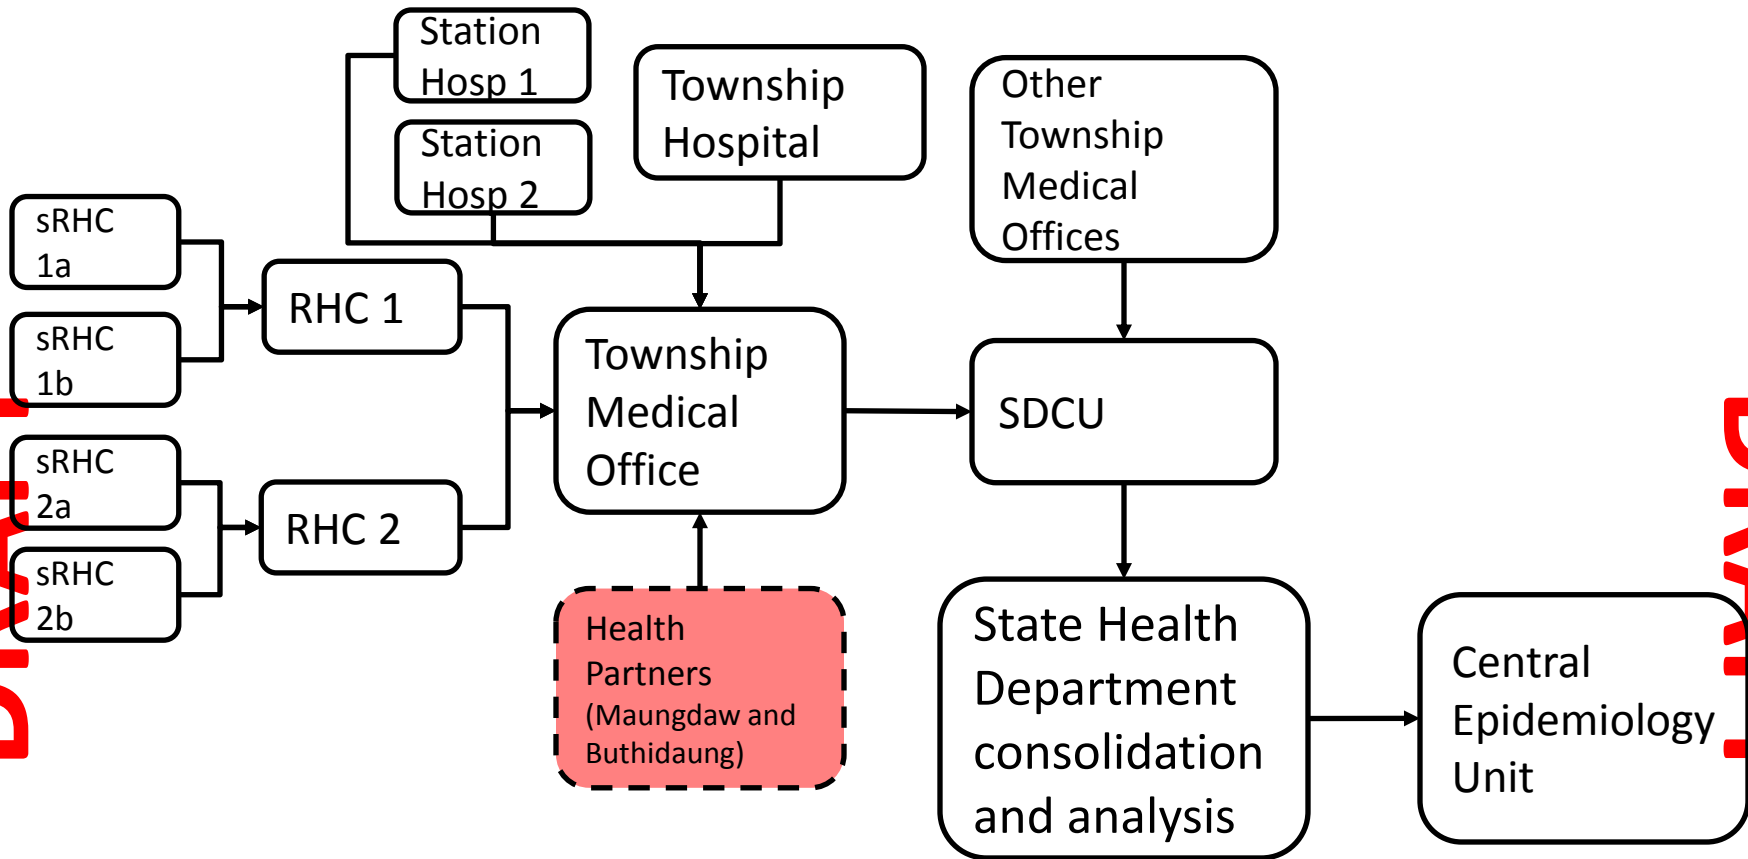 Station
Hosp 1
Station
Hosp 2
Township
Hospital
Other
Township
Medical
Offices
sRHC
1a
sRHC
1b
sRHC
2a
sRHC
2b
RHC 1
RHC 2
Township
Medical
Office
SDCU
Health
Partners
(Maungdaw and
Buthidaung)
State Health
Department
consolidation
and analysis
Central
Epidemiology
Unit